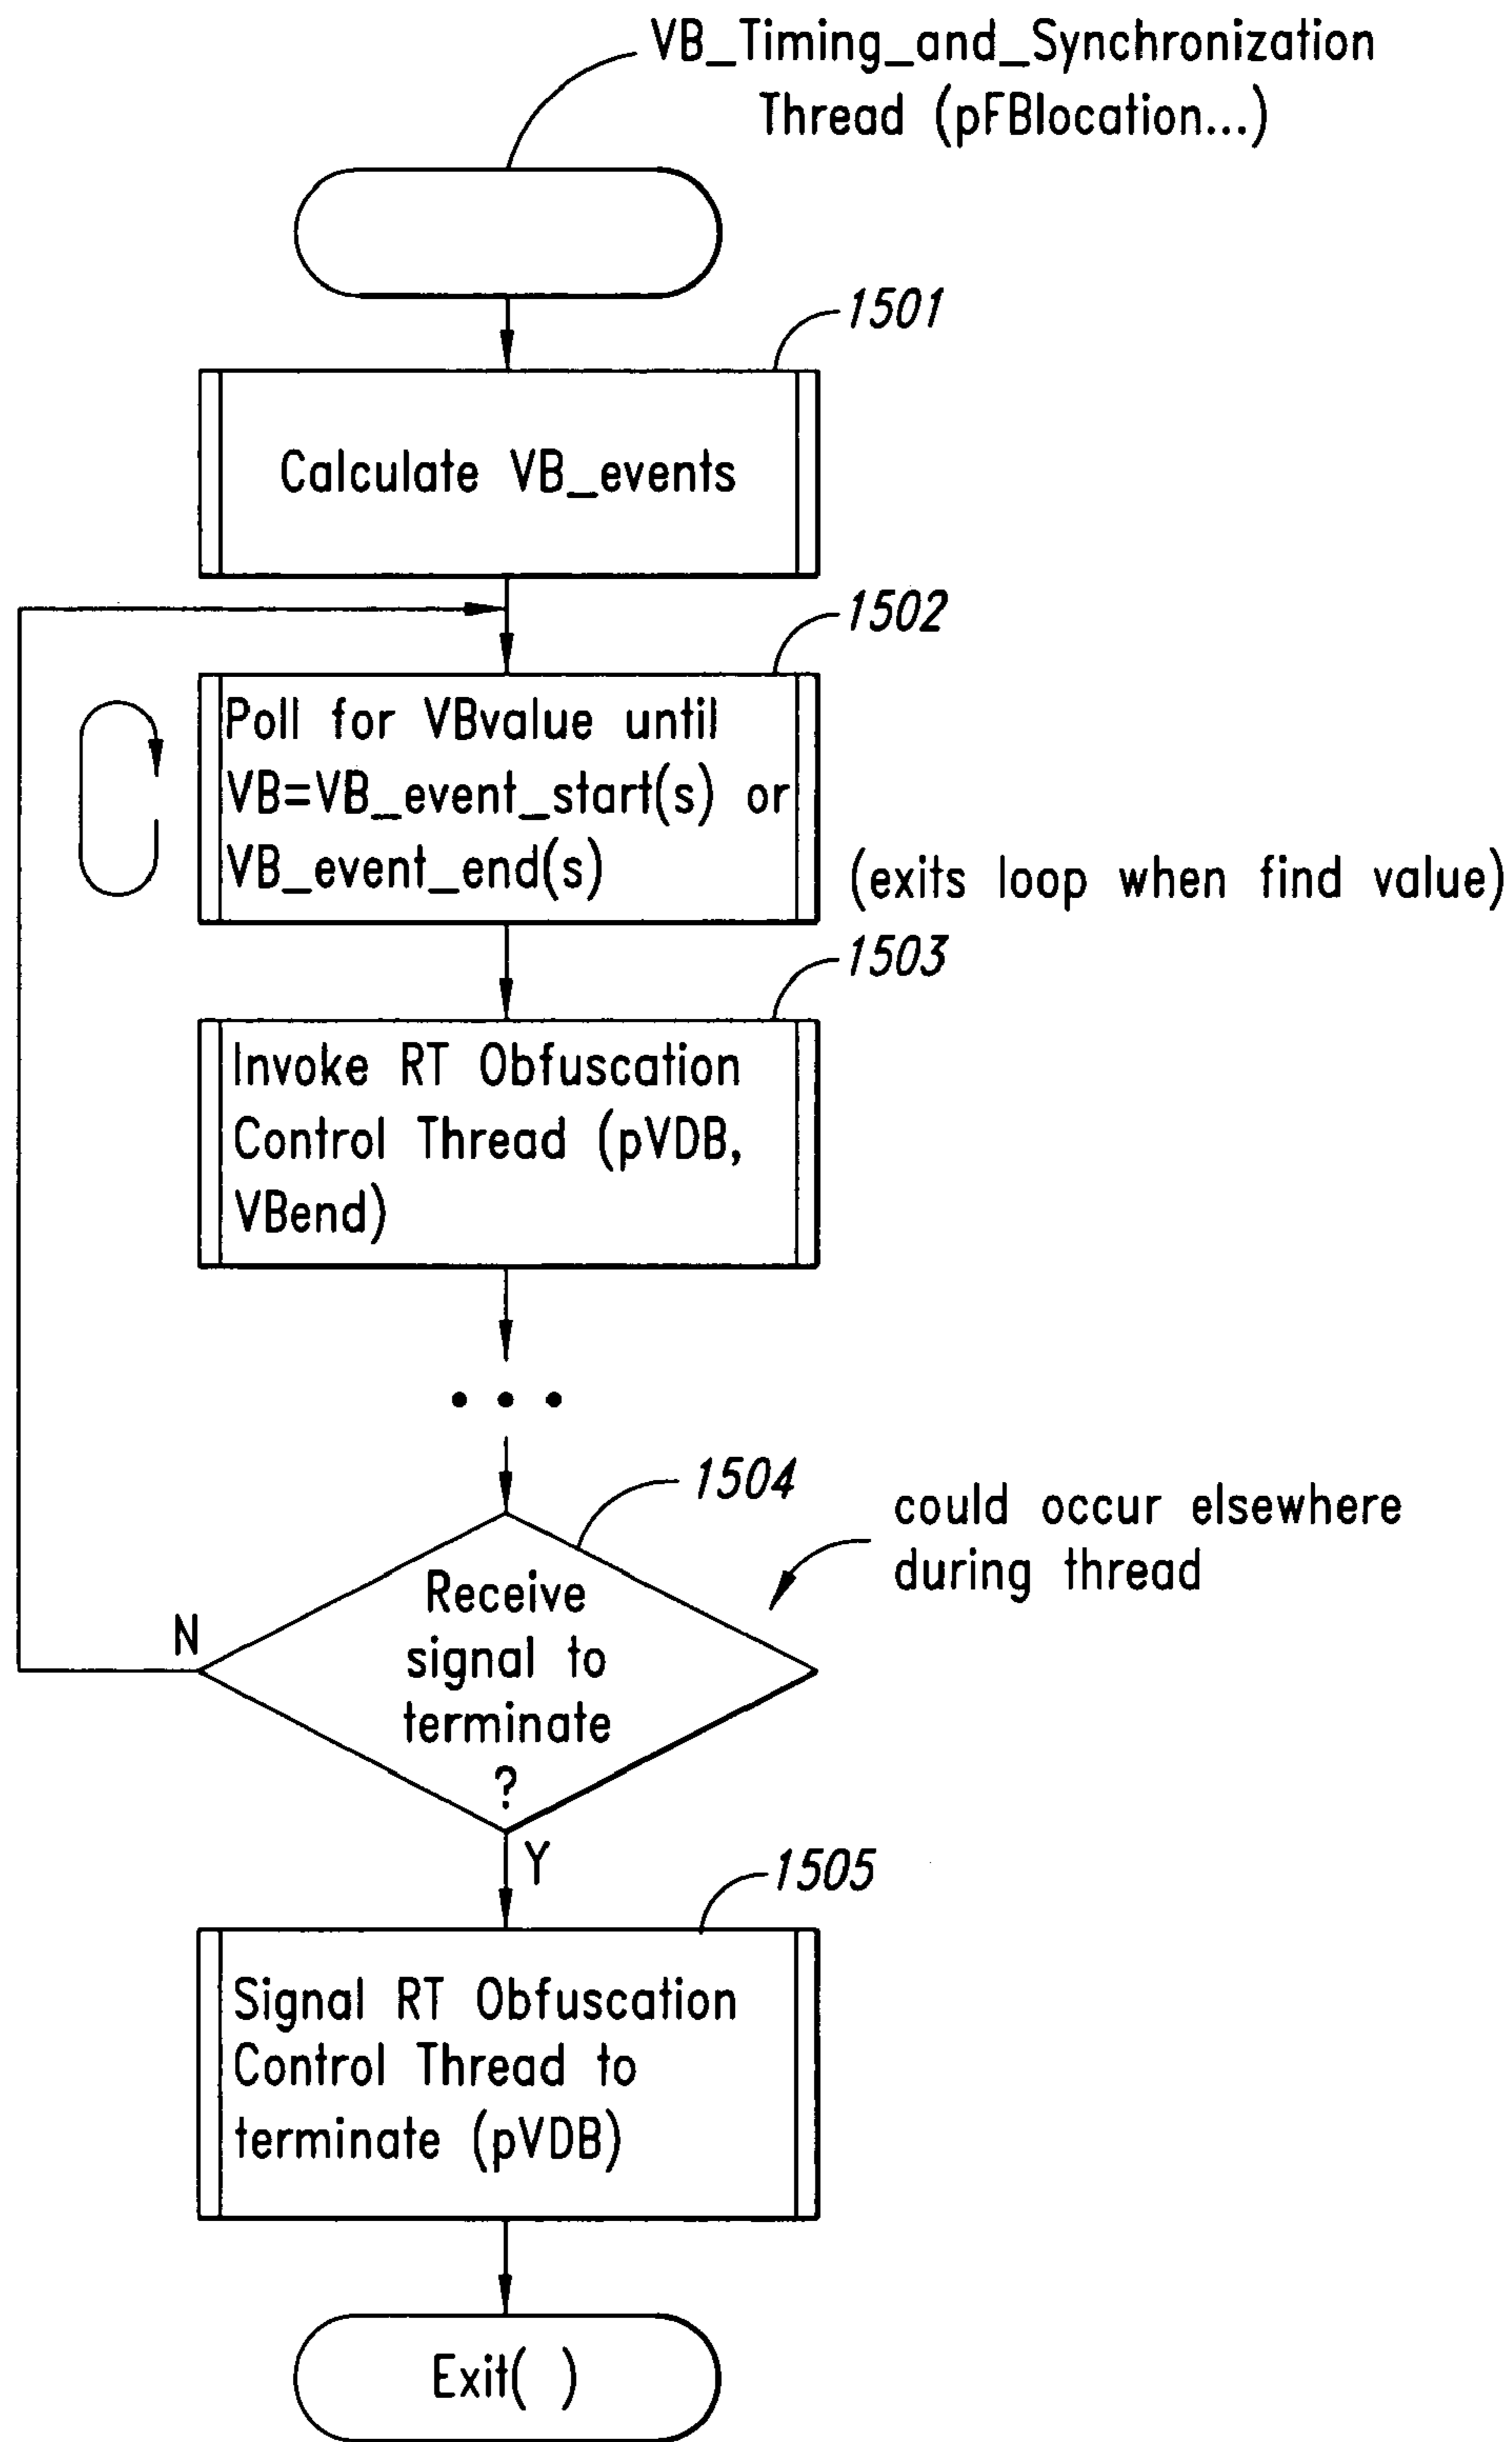 VB_Timing_and_Synchronization
Thread (pFBlocation...)
1501
Calculate VB_events
1502
Poll for VBvalue until
VB=VB_event_start(s) or
VB_event_end(s)
(exits loop when find value)
1503
Invoke RT Obfuscation
Control Thread (pVDB,
VBend)
• • •
1504
could occur elsewhere
during thread
Receive
signal to
terminate
?
N
Y
1505
Signal RT Obfuscation
Control Thread to
terminate (pVDB)
Exit( )